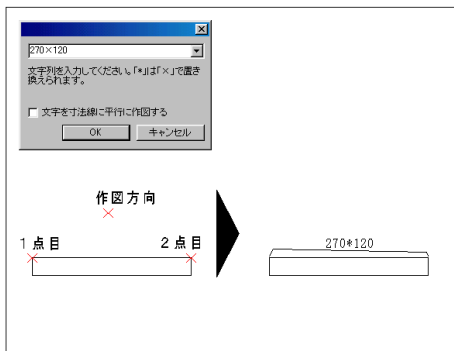 270×120
文字列を入力してください。「*」は「×」で置き
換えられます。
文字を寸法線に平行に作図する
OK キャンセル
作図方向
1点目 2点目
270*120